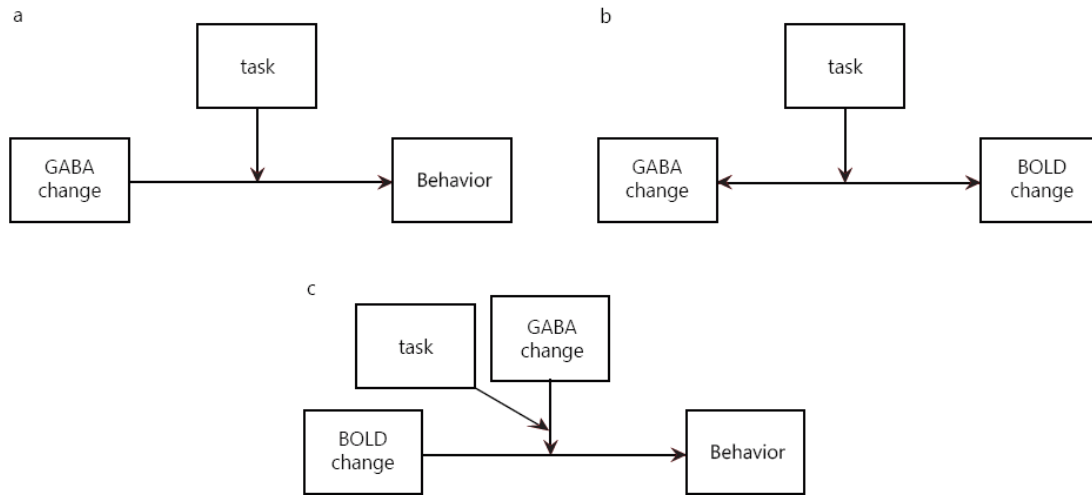 a
task
GABA
change
Behavior
b
task
GABA
change
BOLD
change
c
task
GABA
change
BOLD
change
Behavior